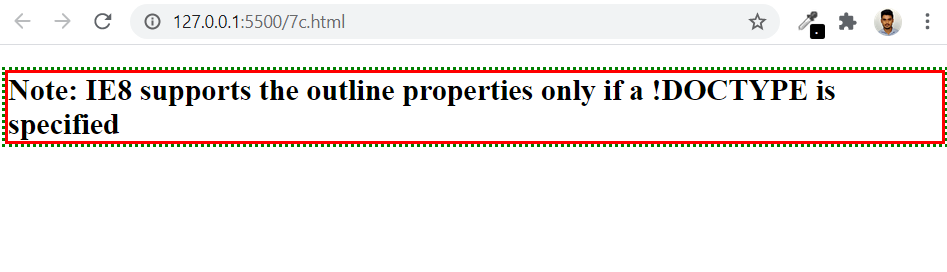 127.0.0.1:5500/7c.html
Note: IE8 supports the outline properties only if a !DOCTYPE is
specified